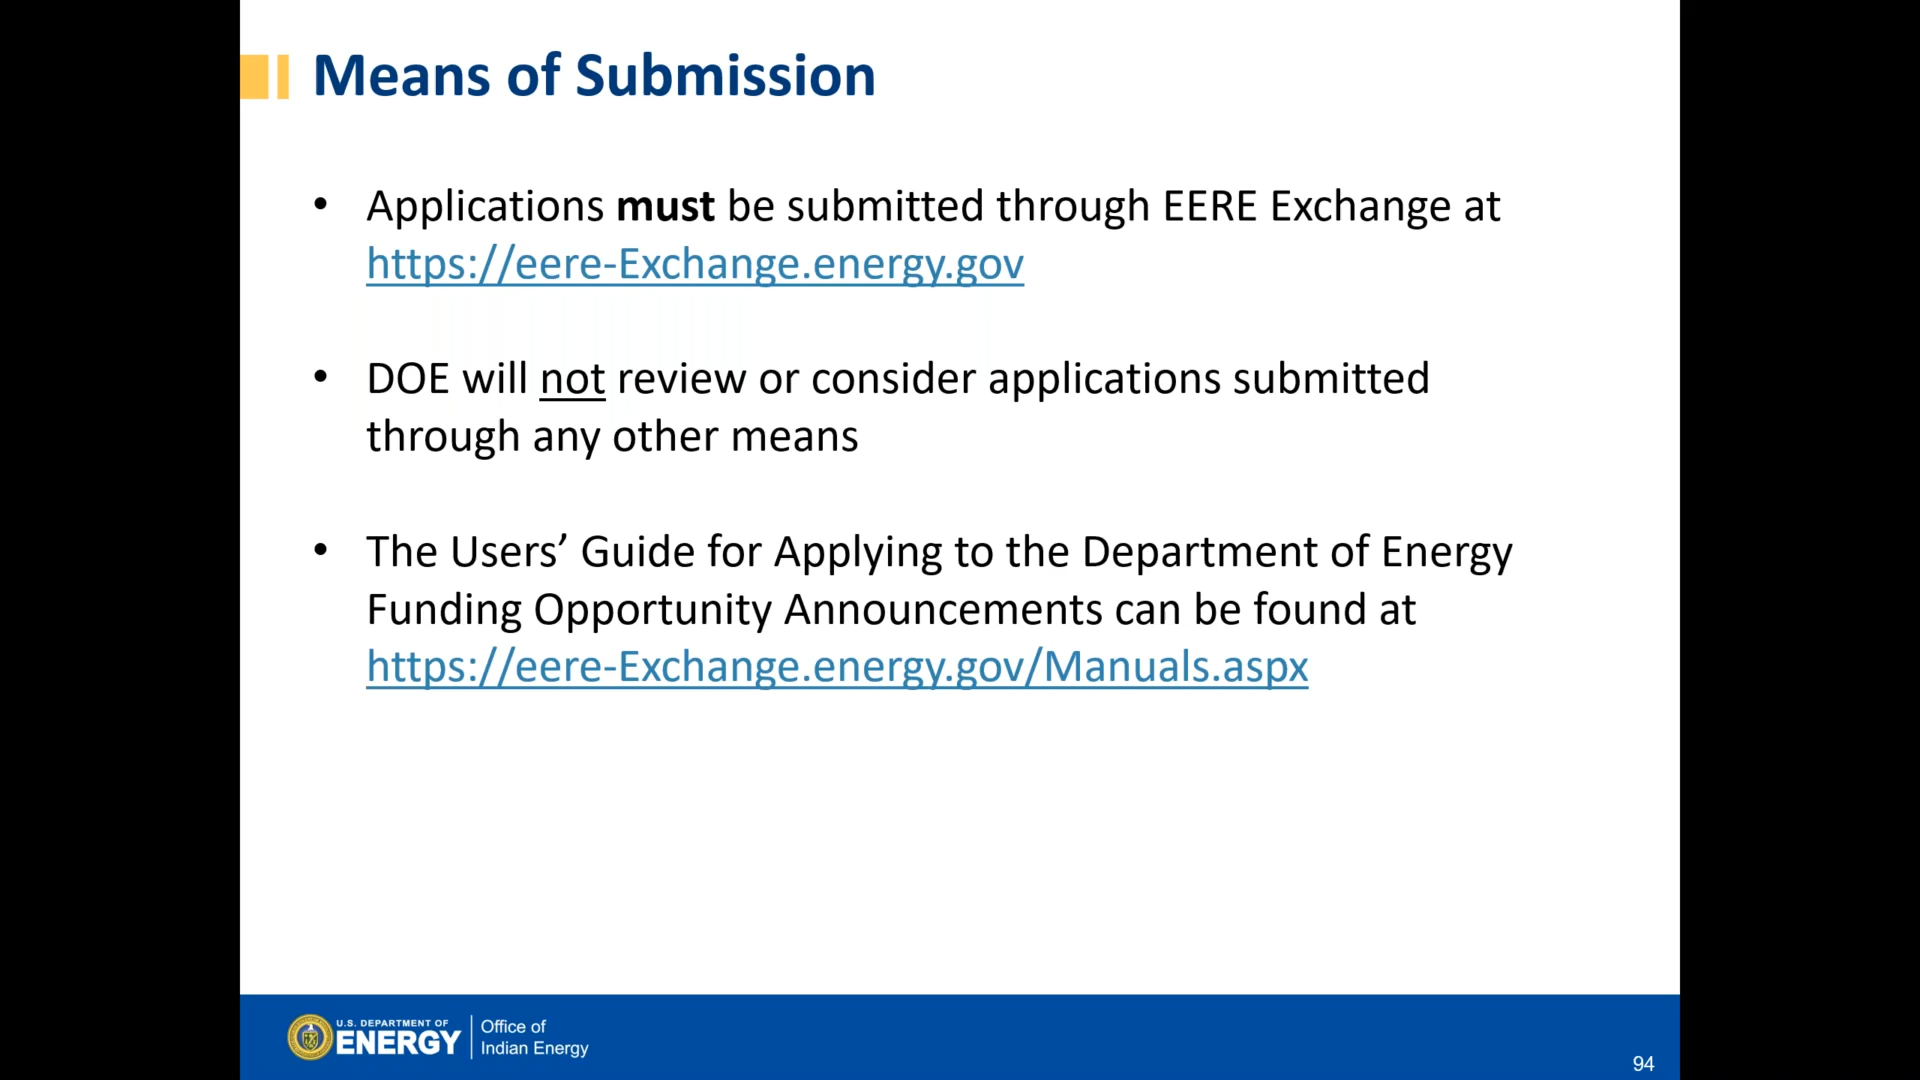 Means of Submission
• Applications must be submitted through EERE Exchange at
https://eere-Exchange.energy.gov
• DOE will not review or consider applications submitted
through any other means
• The Users’ Guide for Applying to the Department of Energy
Funding Opportunity Announcements can be found at
https://eere-Exchange.energy.gov/Manuals.aspx
U.S. DEPARTMENT OF
ENERGY
Office of
Indian Energy
94